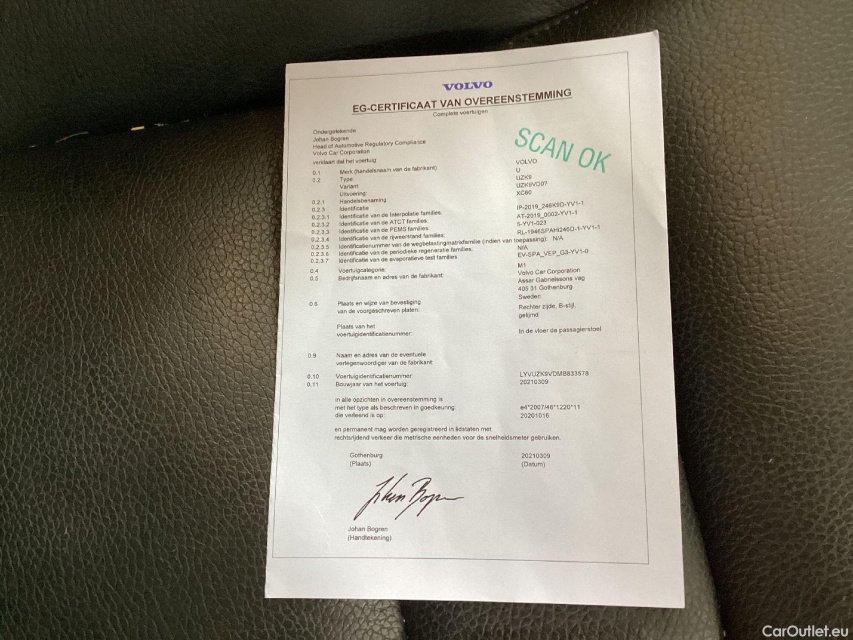 VOLVO
EG-CERTIFICAAT VAN OVEREENSTEMMING
Complete voertuigen
SCAN OK
Ondergetekende
Johan Bogren
Head of Automotive Regulatory Compliance
Volvo Car Corporation
verklaart dat het voertuig:
0.1 Merk (handelsnaam van de fabrikant): VOLVO
0.2 Type: U
Variant: UZK9
Uitvoering: UZK9VD07
0.2.1 Handelsbenaming: XC60
0.2.3 Identificatie
0.2.3.1 Identificatie van de Interpolatie families: IP-2019_246K9D-YV1-1
0.2.3.2 Identificatie van de ATCT families: AT-2019_0002-YV1-1
0.2.3.3 Identificatie van de PEMS families: 5-YV1-023
0.2.3.4 Identificatie van de rijweerstand families: RL-1946SPAHI246D-1-YV1-1
0.2.3.5 Identificatienummer van de wegbelastingmatrixfamilie (indien van toepassing): N/A
0.2.3.6 Identificatie van de periodieke regeneratie families: N/A
0.2.3.7 Identificatie van de evaporatieve test families: EV-SPA_VEP_G3-YV1-0
0.4 Voertuigcategorie: M1
0.5 Bedrijfsnaam en adres van de fabrikant: Volvo Car Corporation
Assar Gabrielssons vag
405 31 Gothenburg
Sweden
0.6 Plaats en wijze van bevestiging Rechter zijde, B-stijl,
van de voorgeschreven platen: gelijmd
Plaats van het
voertuigidentificatienummer: In de vloer de passagierstoel
0.9 Naam en adres van de eventuele
vertegenwoordiger van de fabrikant
0.10 Voertuigidentificatienummer: LYVUZK9VDMB833578
0.11 Bouwjaar van het voertuig: 20210309
in alle opzichten in overeenstemming is
met het type als beschreven in goedkeuring: e4*2007/46*1220*11
die verleend is op: 20201016
en permanent mag worden geregistreerd in lidstaten met
rechtsrijdend verkeer die metrische eenheden voor de snelheidsmeter gebruiken.
Gothenburg 20210309
(Plaats) (Datum)
Johan Bogren
Johan Bogren
(Handtekening)
CarOutlet.eu